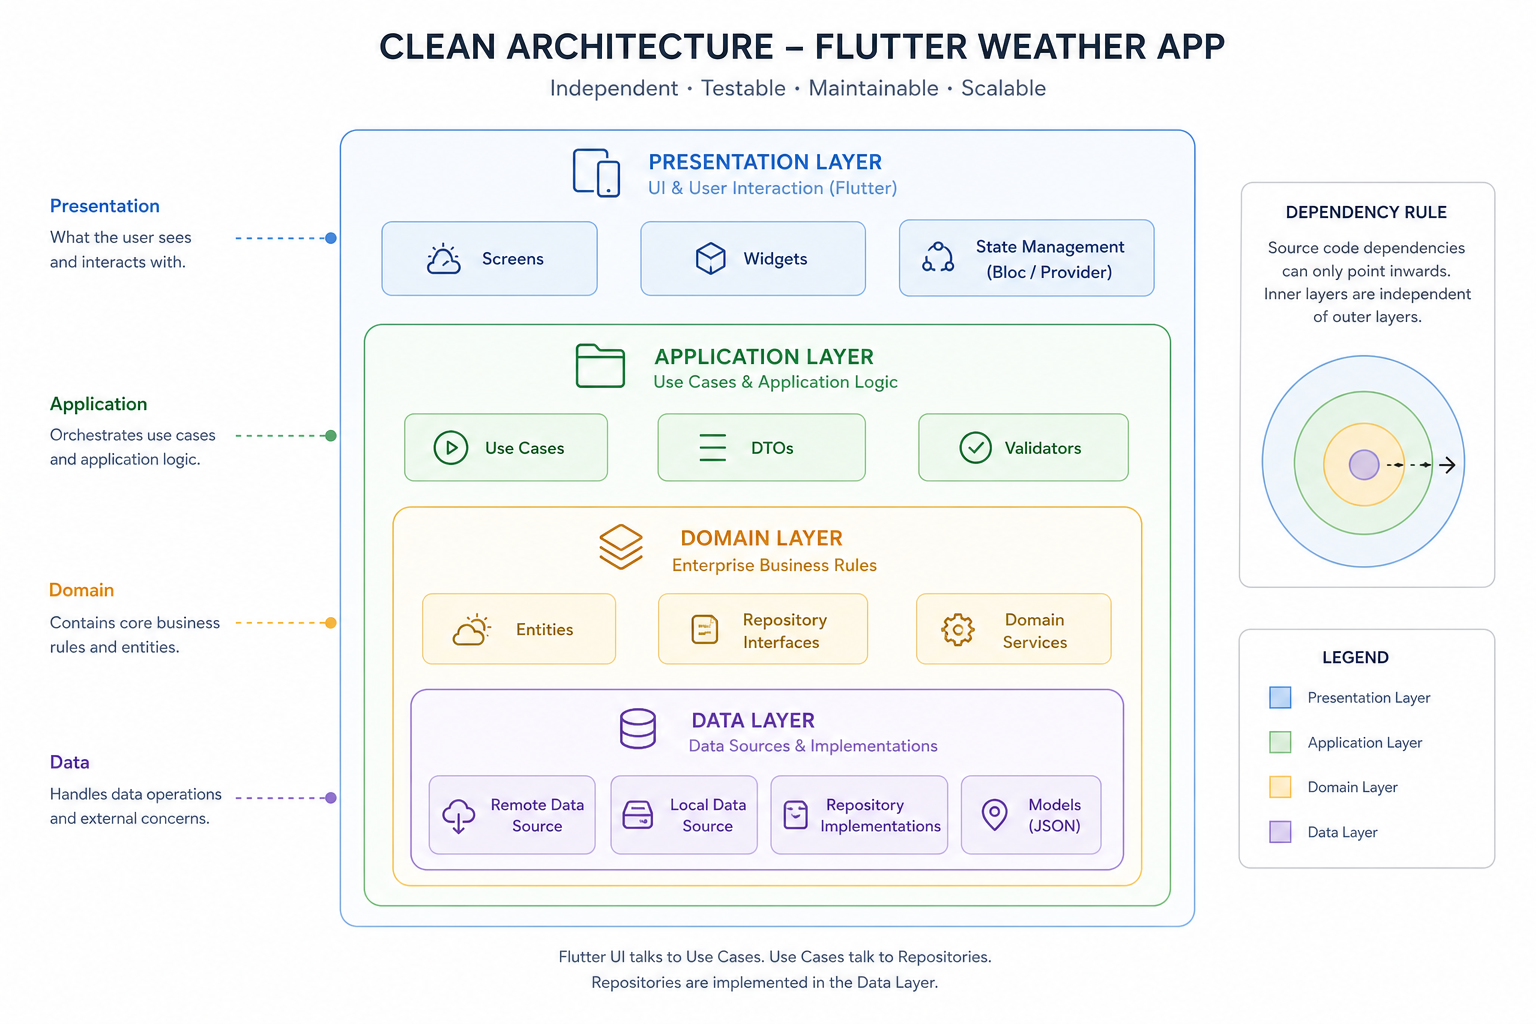 CLEAN ARCHITECTURE – FLUTTER WEATHER APP
Independent • Testable • Maintainable • Scalable
PRESENTATION LAYER
UI & User Interaction (Flutter)
Screens
Widgets
State Management
(Bloc / Provider)
Presentation
What the user sees
and interacts with.
APPLICATION LAYER
Use Cases & Application Logic
Use Cases
DTOs
Validators
Application
Orchestrates use cases
and application logic.
DOMAIN LAYER
Enterprise Business Rules
Entities
Repository
Interfaces
Domain
Services
Domain
Contains core business
rules and entities.
DATA LAYER
Data Sources & Implementations
Remote Data
Source
Local Data
Source
Repository
Implementations
Models
(JSON)
Data
Handles data operations
and external concerns.
DEPENDENCY RULE
Source code dependencies
can only point inwards.
Inner layers are independent
of outer layers.
LEGEND
Presentation Layer
Application Layer
Domain Layer
Data Layer
Flutter UI talks to Use Cases. Use Cases talk to Repositories.
Repositories are implemented in the Data Layer.